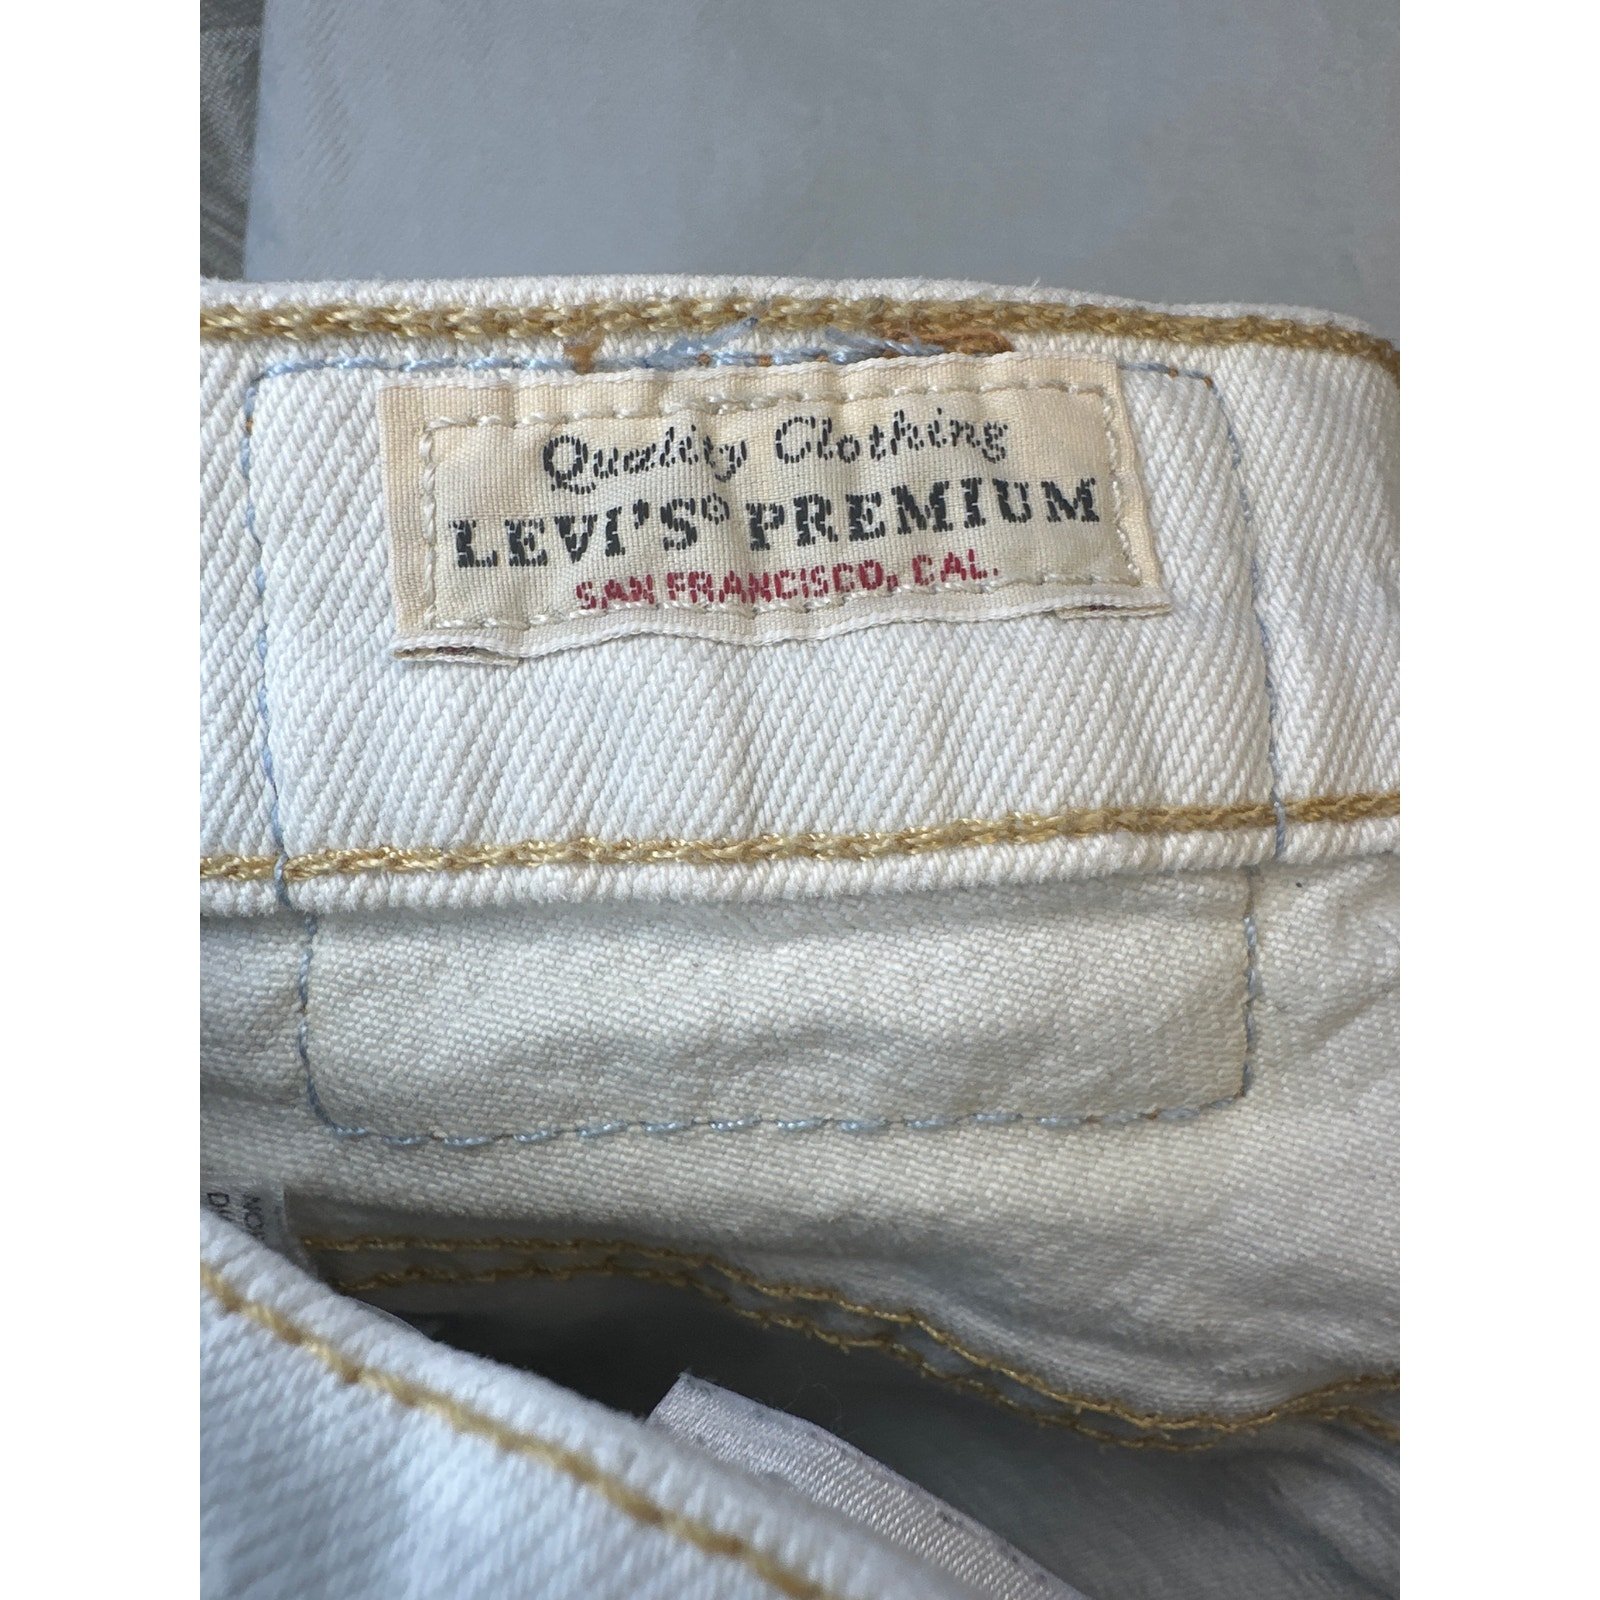 Quality Clothing
LEVI'S® PREMIUM
SAN FRANCISCO, CAL.